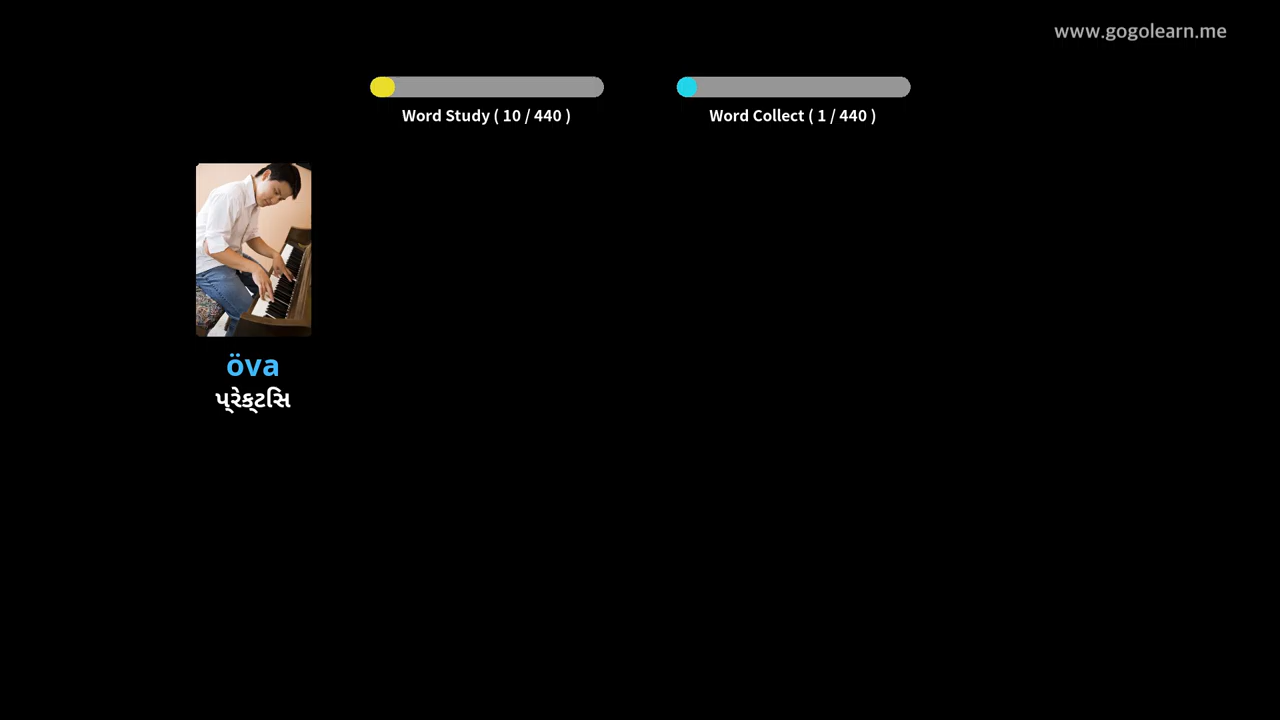 www.gogolearn.me
Word Study ( 10 / 440 )
Word Collect ( 1 / 440 )
öva
પ્રેક્ટિસ